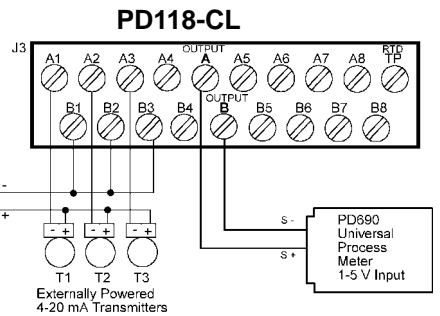 PD118-CL
J3
OUTPUT
RTD
A1 A2 A3 A4 A A5 A6 A7 A8 TP
OUTPUT
B1 B2 B3 B4 B B5 B6 B7 B8
-
+
S -
S +
PD690
Universal
Process
Meter
1-5 V Input
- + - + - +
T1 T2 T3
Externally Powered
4-20 mA Transmitters